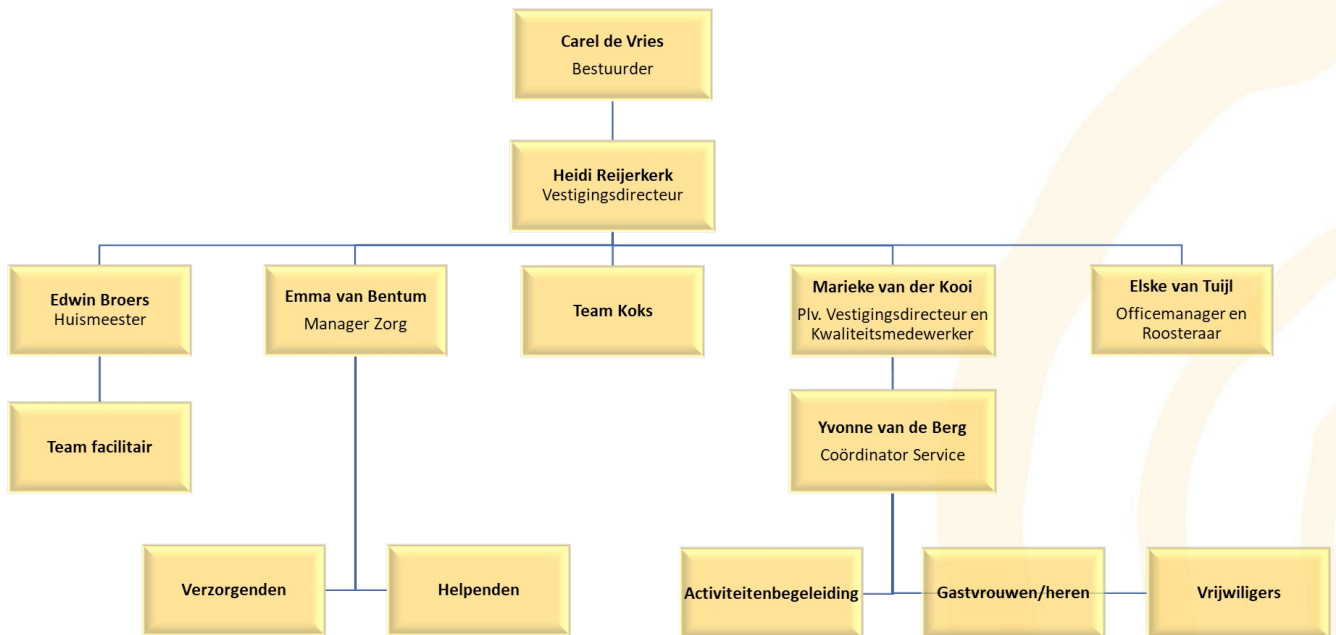 Carel de Vries
Bestuurder
Heidi Reijerkerk
Vestigingsdirecteur
Edwin Broers
Huismeester
Emma van Bentum
Manager Zorg
Team Koks
Marieke van der Kooi
Plv. Vestigingsdirecteur en
Kwaliteitsmedewerker
Elske van Tuijl
Officemanager en
Roosteraar
Team facilitair
Yvonne van de Berg
Coördinator Service
Verzorgenden
Helpenden
Activiteitenbegeleiding
Gastvrouwen/heren
Vrijwiligers